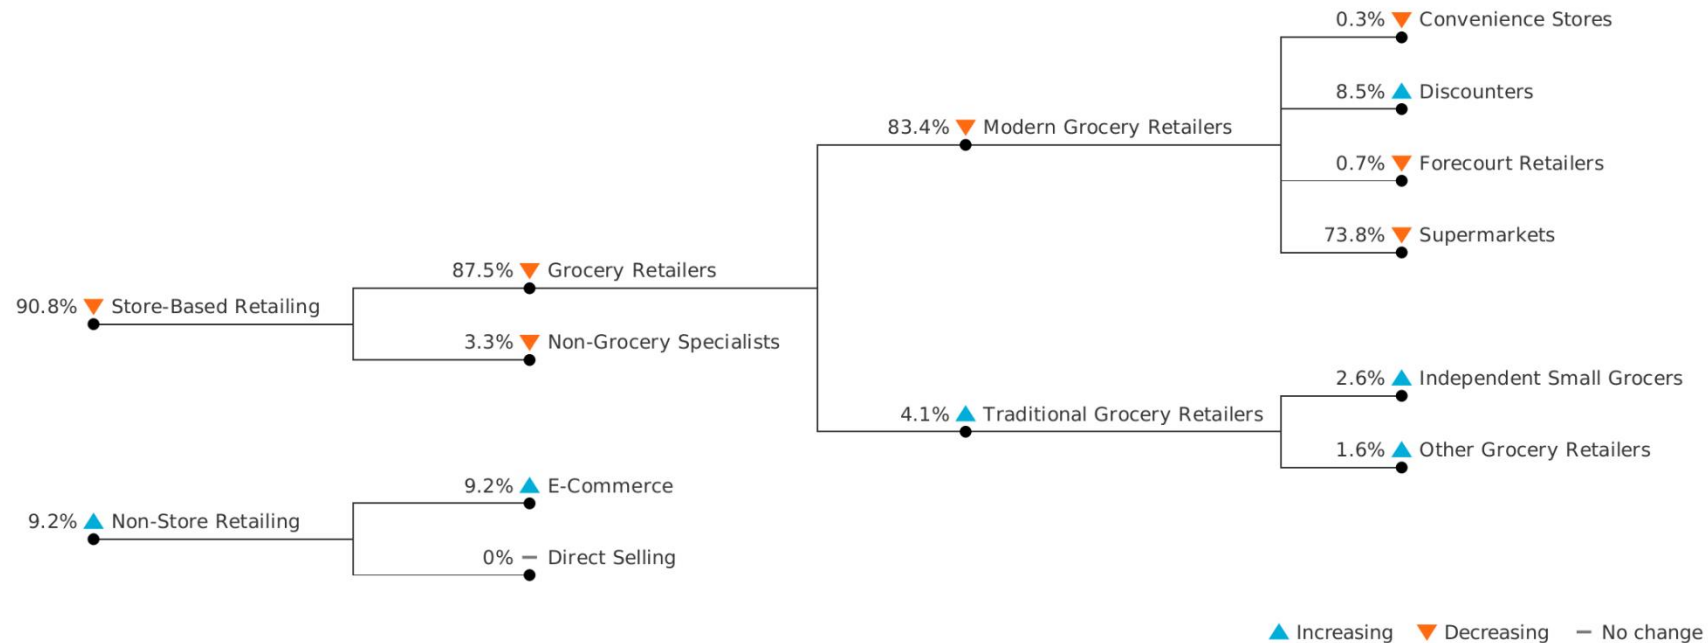 0.3% ▼ Convenience Stores
8.5% ▲ Discounters
83.4% ▼ Modern Grocery Retailers
0.7% ▼ Forecourt Retailers
73.8% ▼ Supermarkets
87.5% ▼ Grocery Retailers
90.8% ▼ Store-Based Retailing
3.3% ▼ Non-Grocery Specialists
2.6% ▲ Independent Small Grocers
4.1% ▲ Traditional Grocery Retailers
1.6% ▲ Other Grocery Retailers
9.2% ▲ E-Commerce
9.2% ▲ Non-Store Retailing
0% – Direct Selling
▲ Increasing ▼ Decreasing – No change